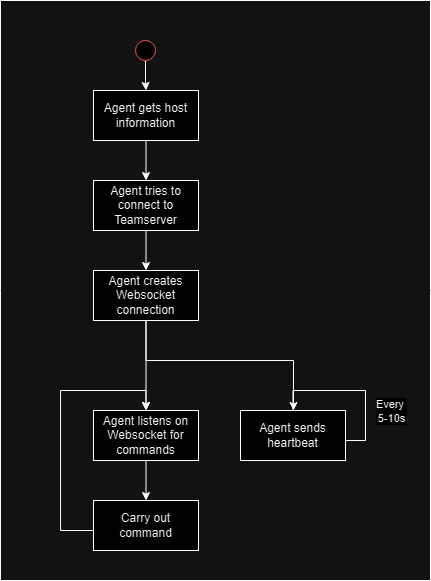 Agent gets host
information
Agent tries to
connect to
Teamserver
Agent creates
Websocket
connection
Agent listens on
Websocket for
commands
Agent sends
heartbeat
Every
5-10s
Carry out
command